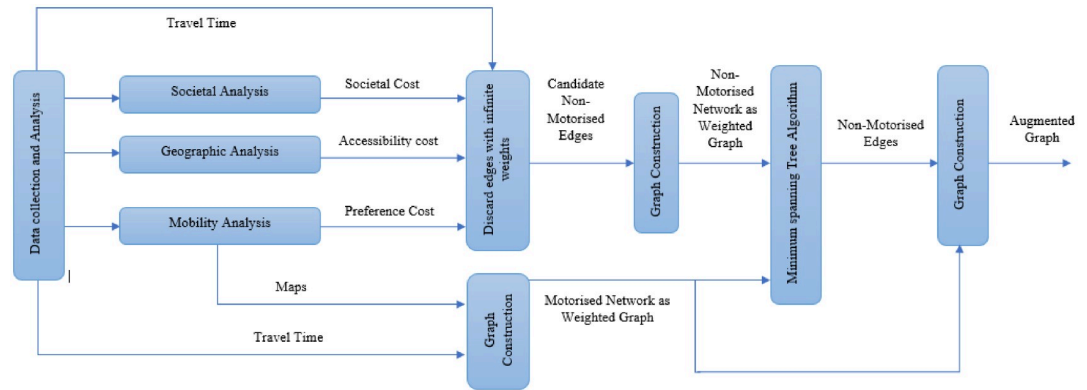 Travel Time
Data collection and Analysis
Societal Analysis
Societal Cost
Geographic Analysis
Accessibility cost
Mobility Analysis
Preference Cost
Discard edges with infinite
weights
Candidate
Non-
Motorised
Edges
Graph Construction
Non-
Motorised
Network as
Weighted
Graph
Minimum spanning Tree Algorithm
Non-Motorised
Edges
Graph Construction
Augmented
Graph
Maps
Travel Time
Graph
Construction
Motorised Network as
Weighted Graph